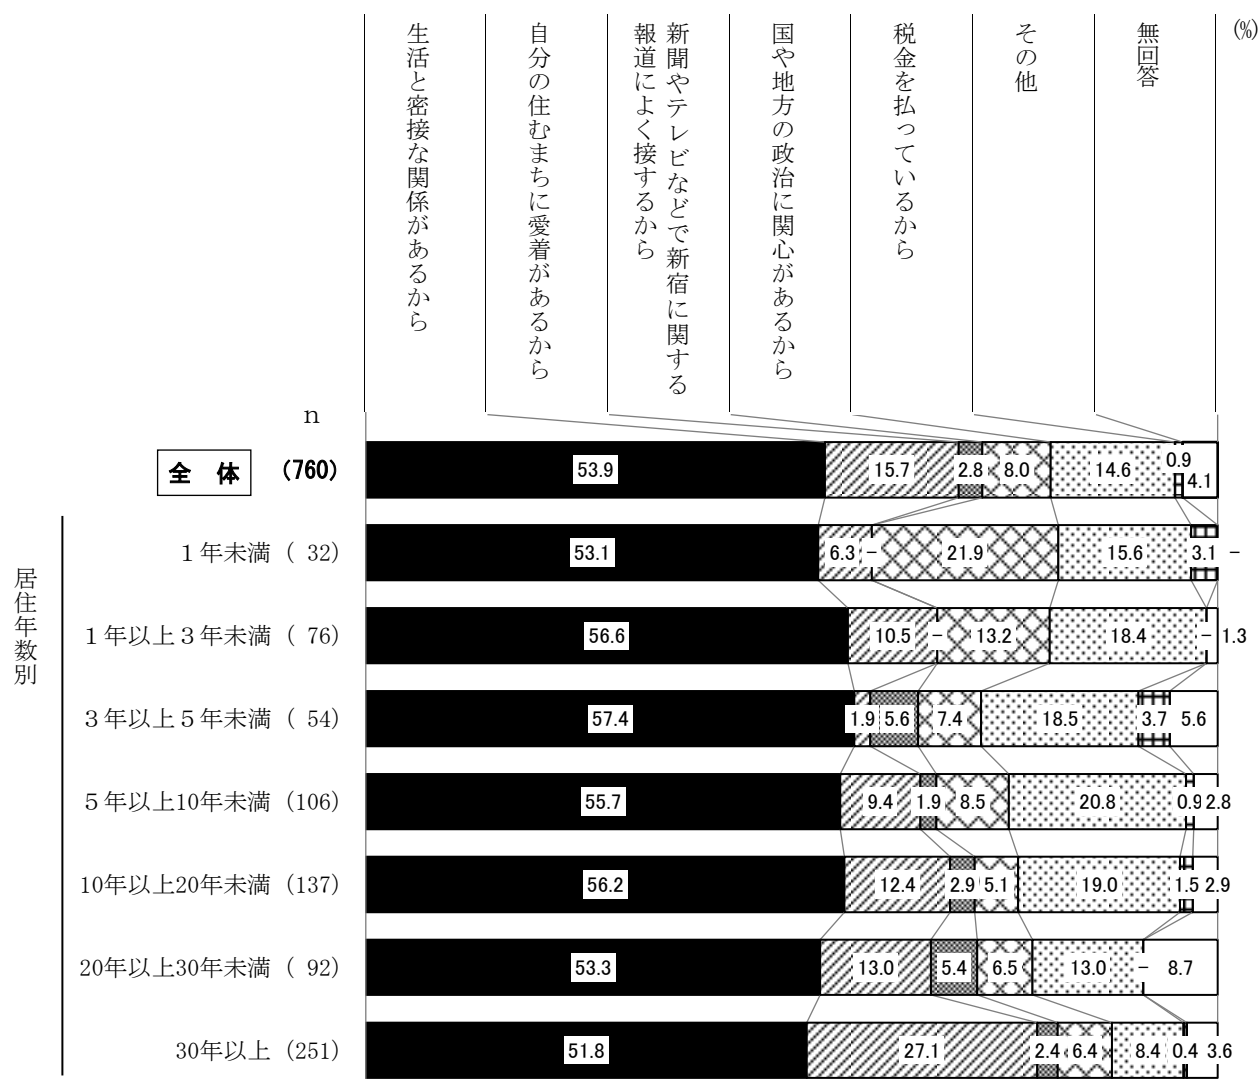 (%)
生活と密接な関係があるから
自分の住むまちに愛着があるから
新聞やテレビなどで新宿に関する
報道によく接するから
国や地方の政治に関心があるから
税金を払っているから
その他
無回答
n
全 体 (760) 53.9 15.7 2.8 8.0 14.6 0.9 4.1
居住年数別
１年未満 ( 32) 53.1 6.3 - 21.9 15.6 3.1 -
１年以上３年未満 ( 76) 56.6 10.5 - 13.2 18.4 - 1.3
３年以上５年未満 ( 54) 57.4 1.9 5.6 7.4 18.5 3.7 5.6
５年以上10年未満 (106) 55.7 9.4 1.9 8.5 20.8 0.9 2.8
10年以上20年未満 (137) 56.2 12.4 2.9 5.1 19.0 1.5 2.9
20年以上30年未満 ( 92) 53.3 13.0 5.4 6.5 13.0 - 8.7
30年以上 (251) 51.8 27.1 2.4 6.4 8.4 0.4 3.6